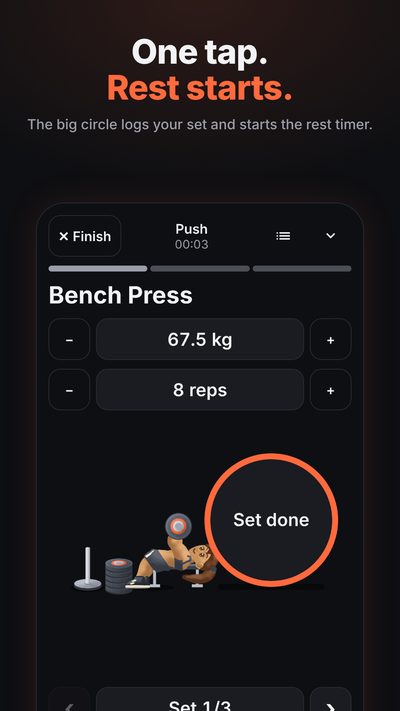 One tap.
Rest starts.
The big circle logs your set and starts the rest timer.
× Finish
Push
00:03
Bench Press
-
67.5 kg
+
-
8 reps
+
Set done
Set 1/3